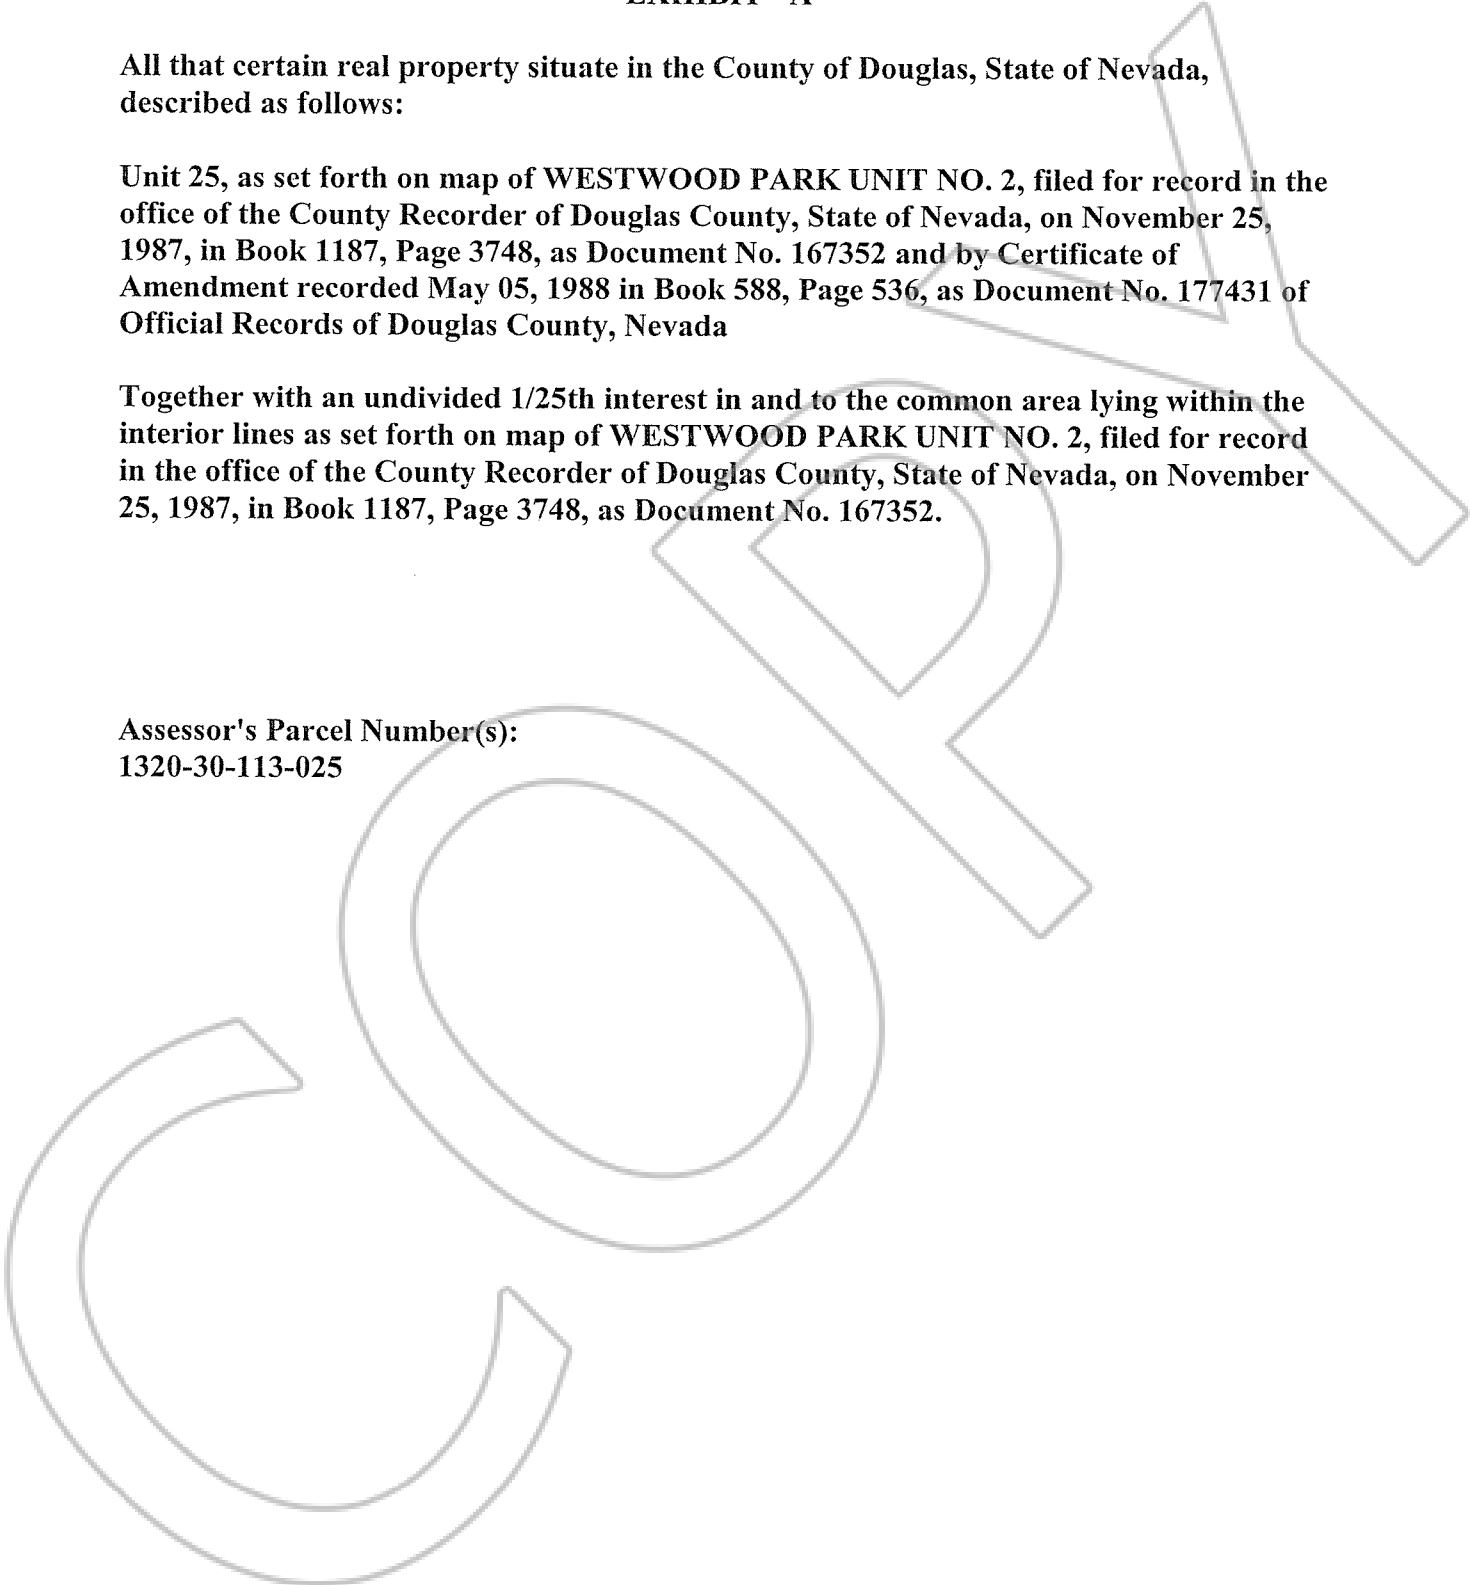 EXHIBIT "A"
All that certain real property situate in the County of Douglas, State of Nevada,
described as follows:
Unit 25, as set forth on map of WESTWOOD PARK UNIT NO. 2, filed for record in the
office of the County Recorder of Douglas County, State of Nevada, on November 25,
1987, in Book 1187, Page 3748, as Document No. 167352 and by Certificate of
Amendment recorded May 05, 1988 in Book 588, Page 536, as Document No. 177431 of
Official Records of Douglas County, Nevada
Together with an undivided 1/25th interest in and to the common area lying within the
interior lines as set forth on map of WESTWOOD PARK UNIT NO. 2, filed for record
in the office of the County Recorder of Douglas County, State of Nevada, on November
25, 1987, in Book 1187, Page 3748, as Document No. 167352.
Assessor's Parcel Number(s):
1320-30-113-025
COPY